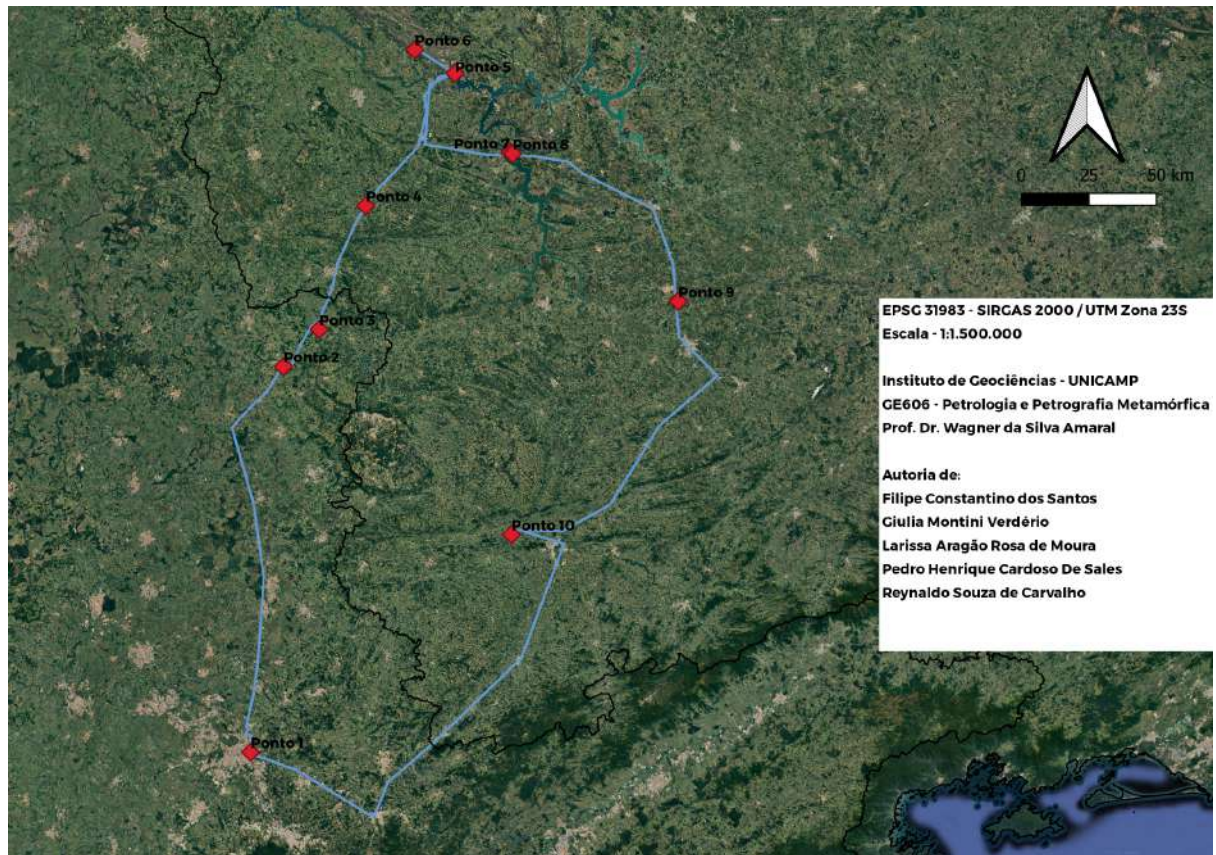 Ponto 6
Ponto 5
Ponto 7
Ponto 8
Ponto 4
Ponto 9
Ponto 3
Ponto 2
Ponto 10
Ponto 1
0 25 50 km
EPSG 31983 - SIRGAS 2000 / UTM Zona 23S
Escala - 1:1.500.000
Instituto de Geociências - UNICAMP
GE606 - Petrologia e Petrografia Metamórfica
Prof. Dr. Wagner da Silva Amaral
Autoria de:
Filipe Constantino dos Santos
Giulia Montini Verdério
Larissa Aragão Rosa de Moura
Pedro Henrique Cardoso De Sales
Reynaldo Souza de Carvalho